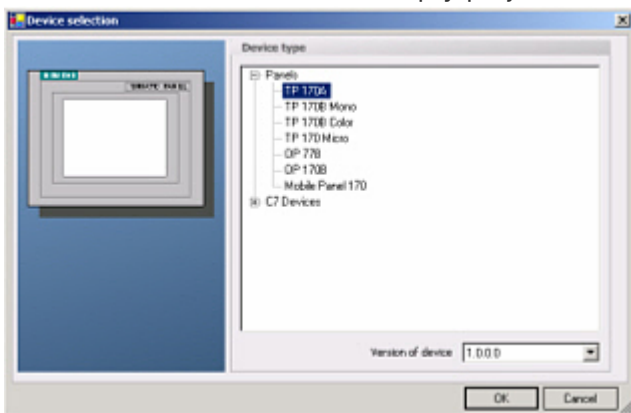 Device selection
Device type
SIMATIC PANEL
Panels
TP 170A
TP 170B Mono
TP 170B Color
TP 170 Micro
OP 77B
OP 170B
Mobile Panel 170
C7 Devices
Version of device 1.0.0.0
OK Cancel